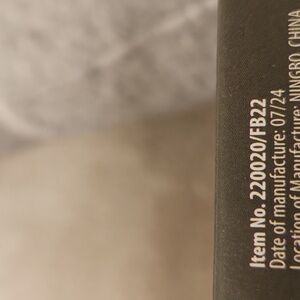 Item No. 220020/FB22
Date of manufacture: 07/24
Location of Manufacture: NINGBO, CHINA